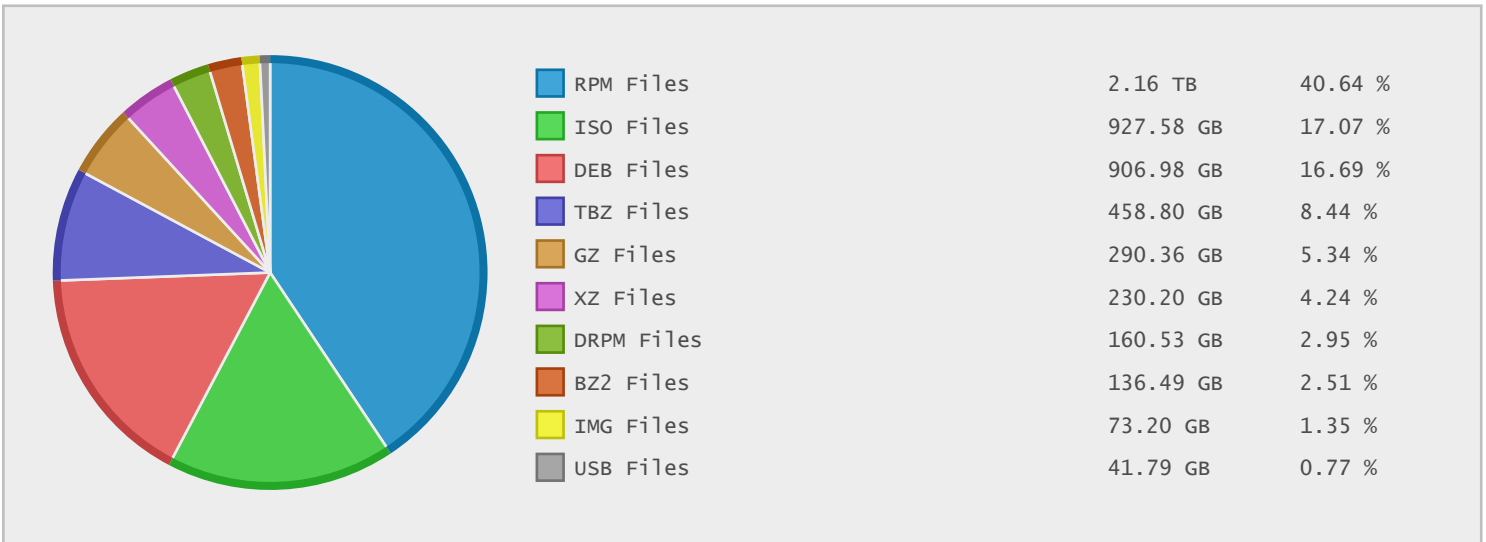 RPM Files 2.16 TB 40.64 %
ISO Files 927.58 GB 17.07 %
DEB Files 906.98 GB 16.69 %
TBZ Files 458.80 GB 8.44 %
GZ Files 290.36 GB 5.34 %
XZ Files 230.20 GB 4.24 %
DRPM Files 160.53 GB 2.95 %
BZ2 Files 136.49 GB 2.51 %
IMG Files 73.20 GB 1.35 %
USB Files 41.79 GB 0.77 %